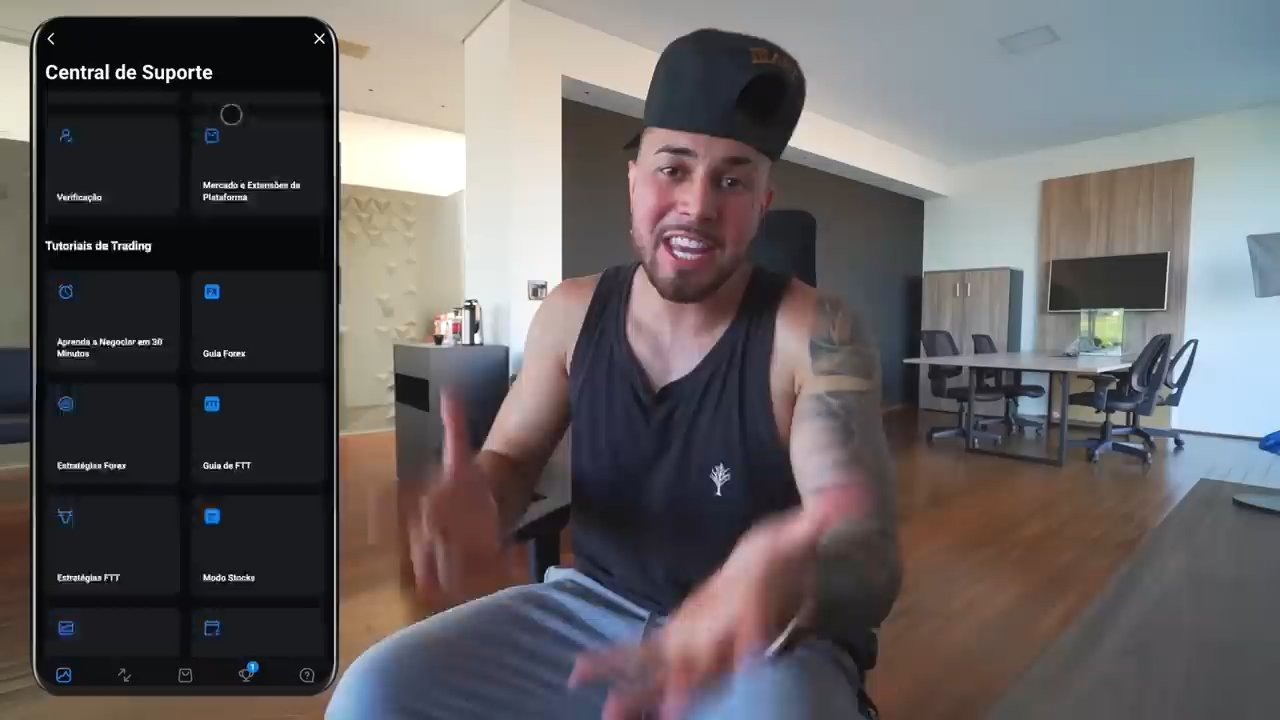 Central de Suporte
Verificação
Mercado e Extensões da
Plataforma
Tutoriais de Trading
Aprenda a Negociar em 30
Minutos
FX
Guia Forex
Estratégias Forex
FTT
Guia de FTT
Estratégias FTT
Modo Stocks
1